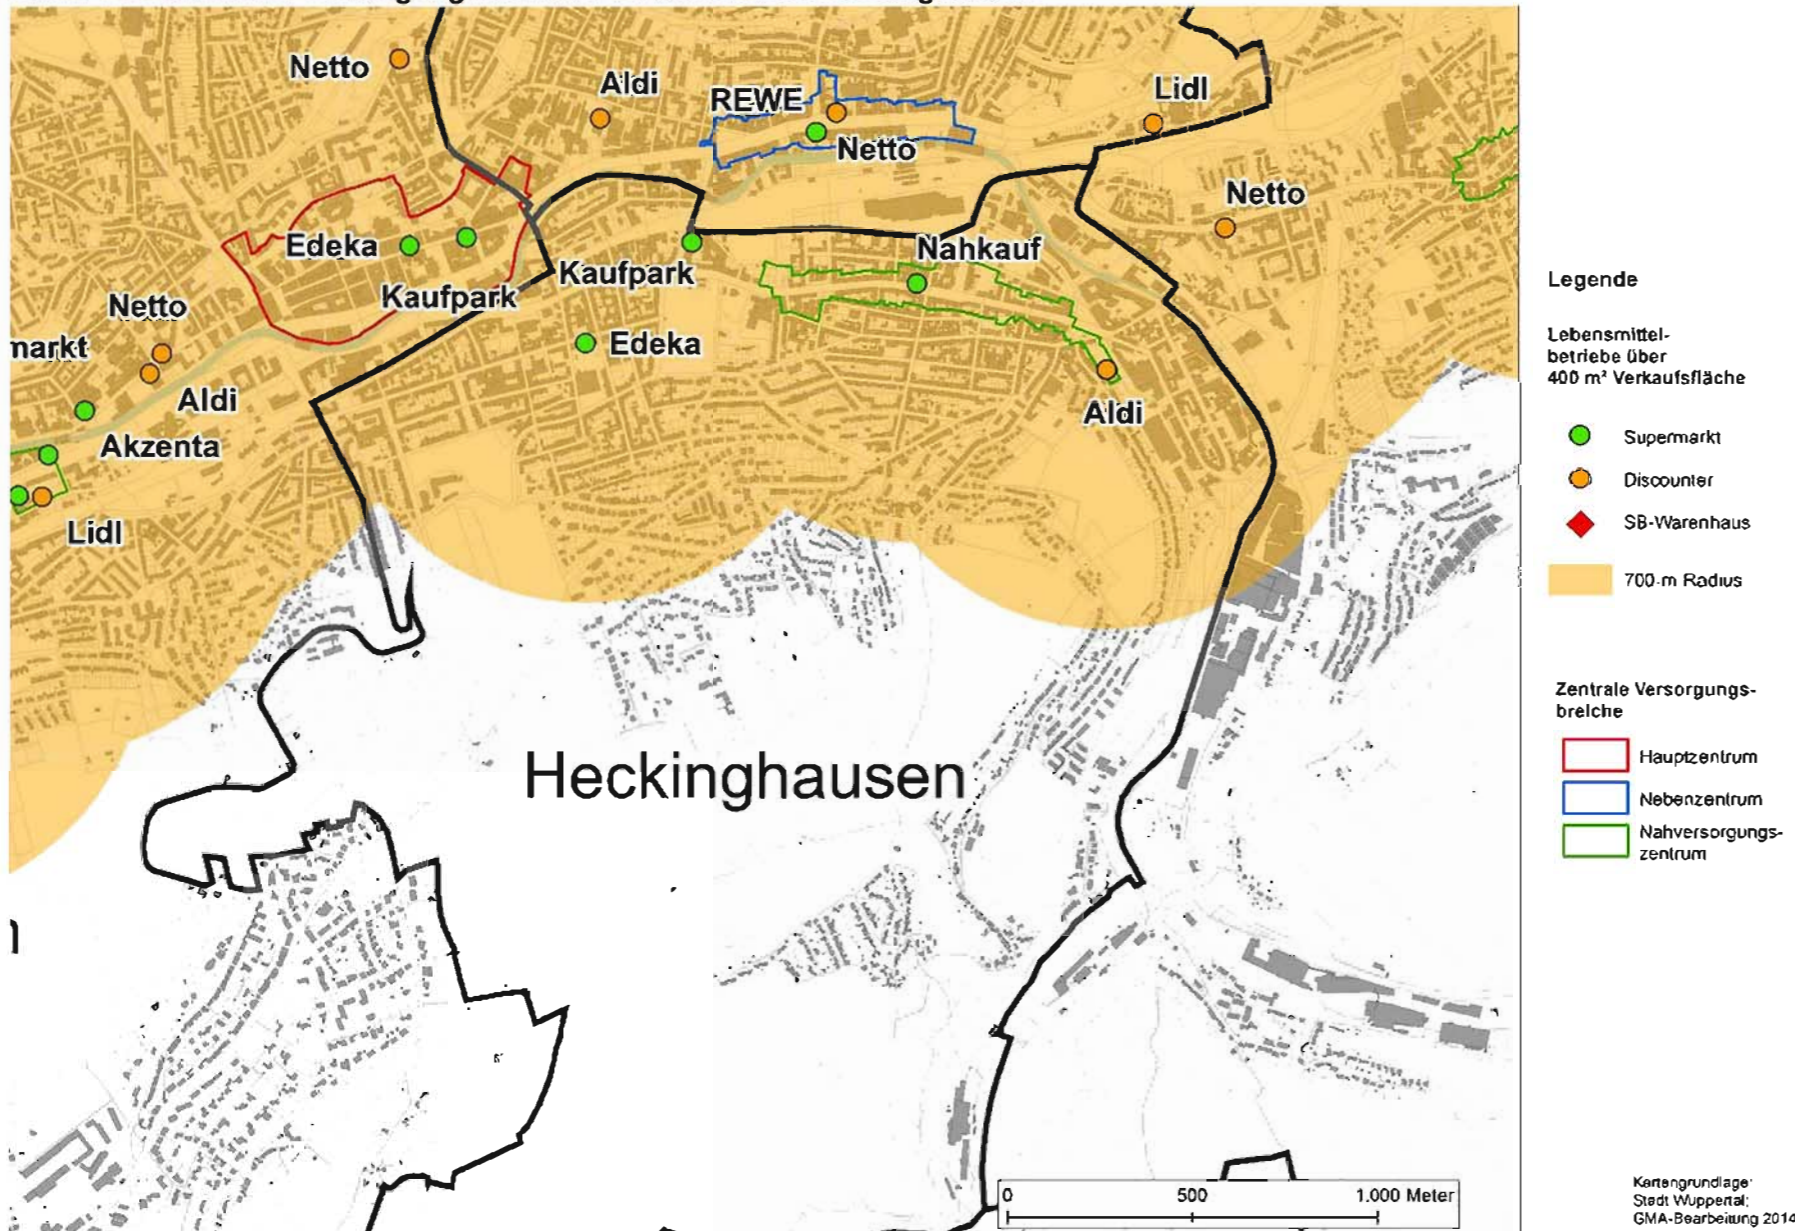 Netto
Aldi
REWE
Netto
Lidl
Netto
Edeka
Kaufpark
Kaufpark
Nahkauf
Netto
markt
Edeka
Aldi
Aldi
Akzenta
Lidl
Heckinghausen
0 500 1.000 Meter
Legende
Lebensmittel-
betriebe über
400 m² Verkaufsfläche
Supermarkt
Discounter
SB-Warenhaus
700-m Radius
Zentrale Versorgungs-
breiche
Hauptzentrum
Nebenzentrum
Nahversorgungs-
zentrum
Kartengrundlage:
Stadt Wuppertal;
GMA-Bearbeitung 2014